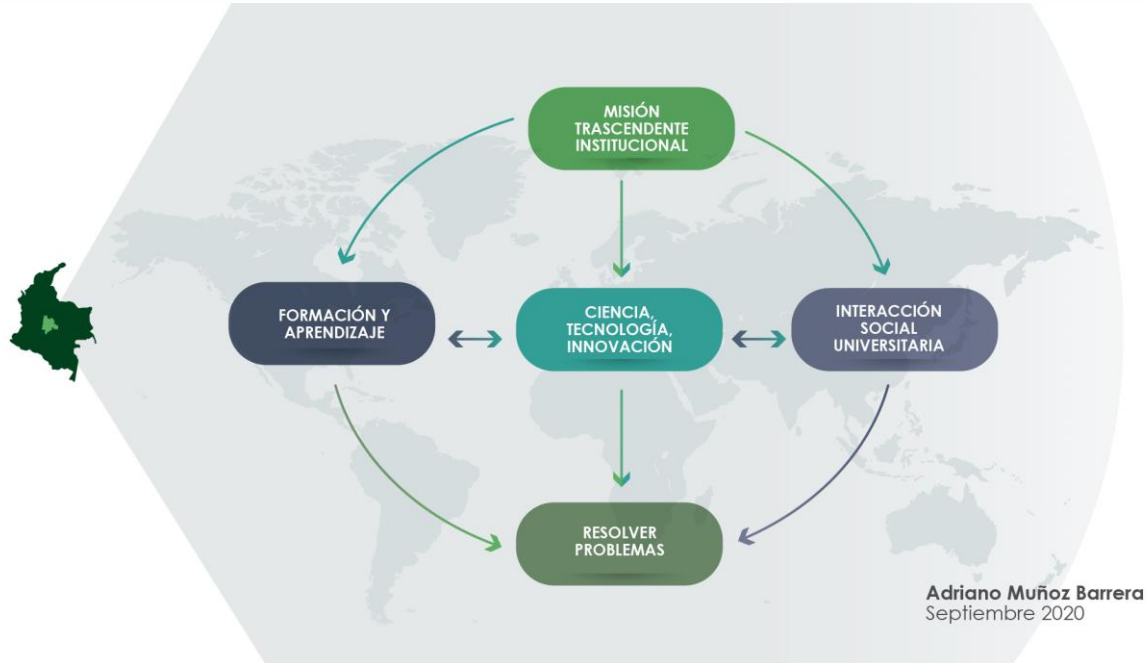 MISIÓN
TRASCENDENTE
INSTITUCIONAL
FORMACIÓN Y
APRENDIZAJE
CIENCIA,
TECNOLOGÍA,
INNOVACIÓN
INTERACCIÓN
SOCIAL
UNIVERSITARIA
RESOLVER
PROBLEMAS
Adriano Muñoz Barrera
Septiembre 2020